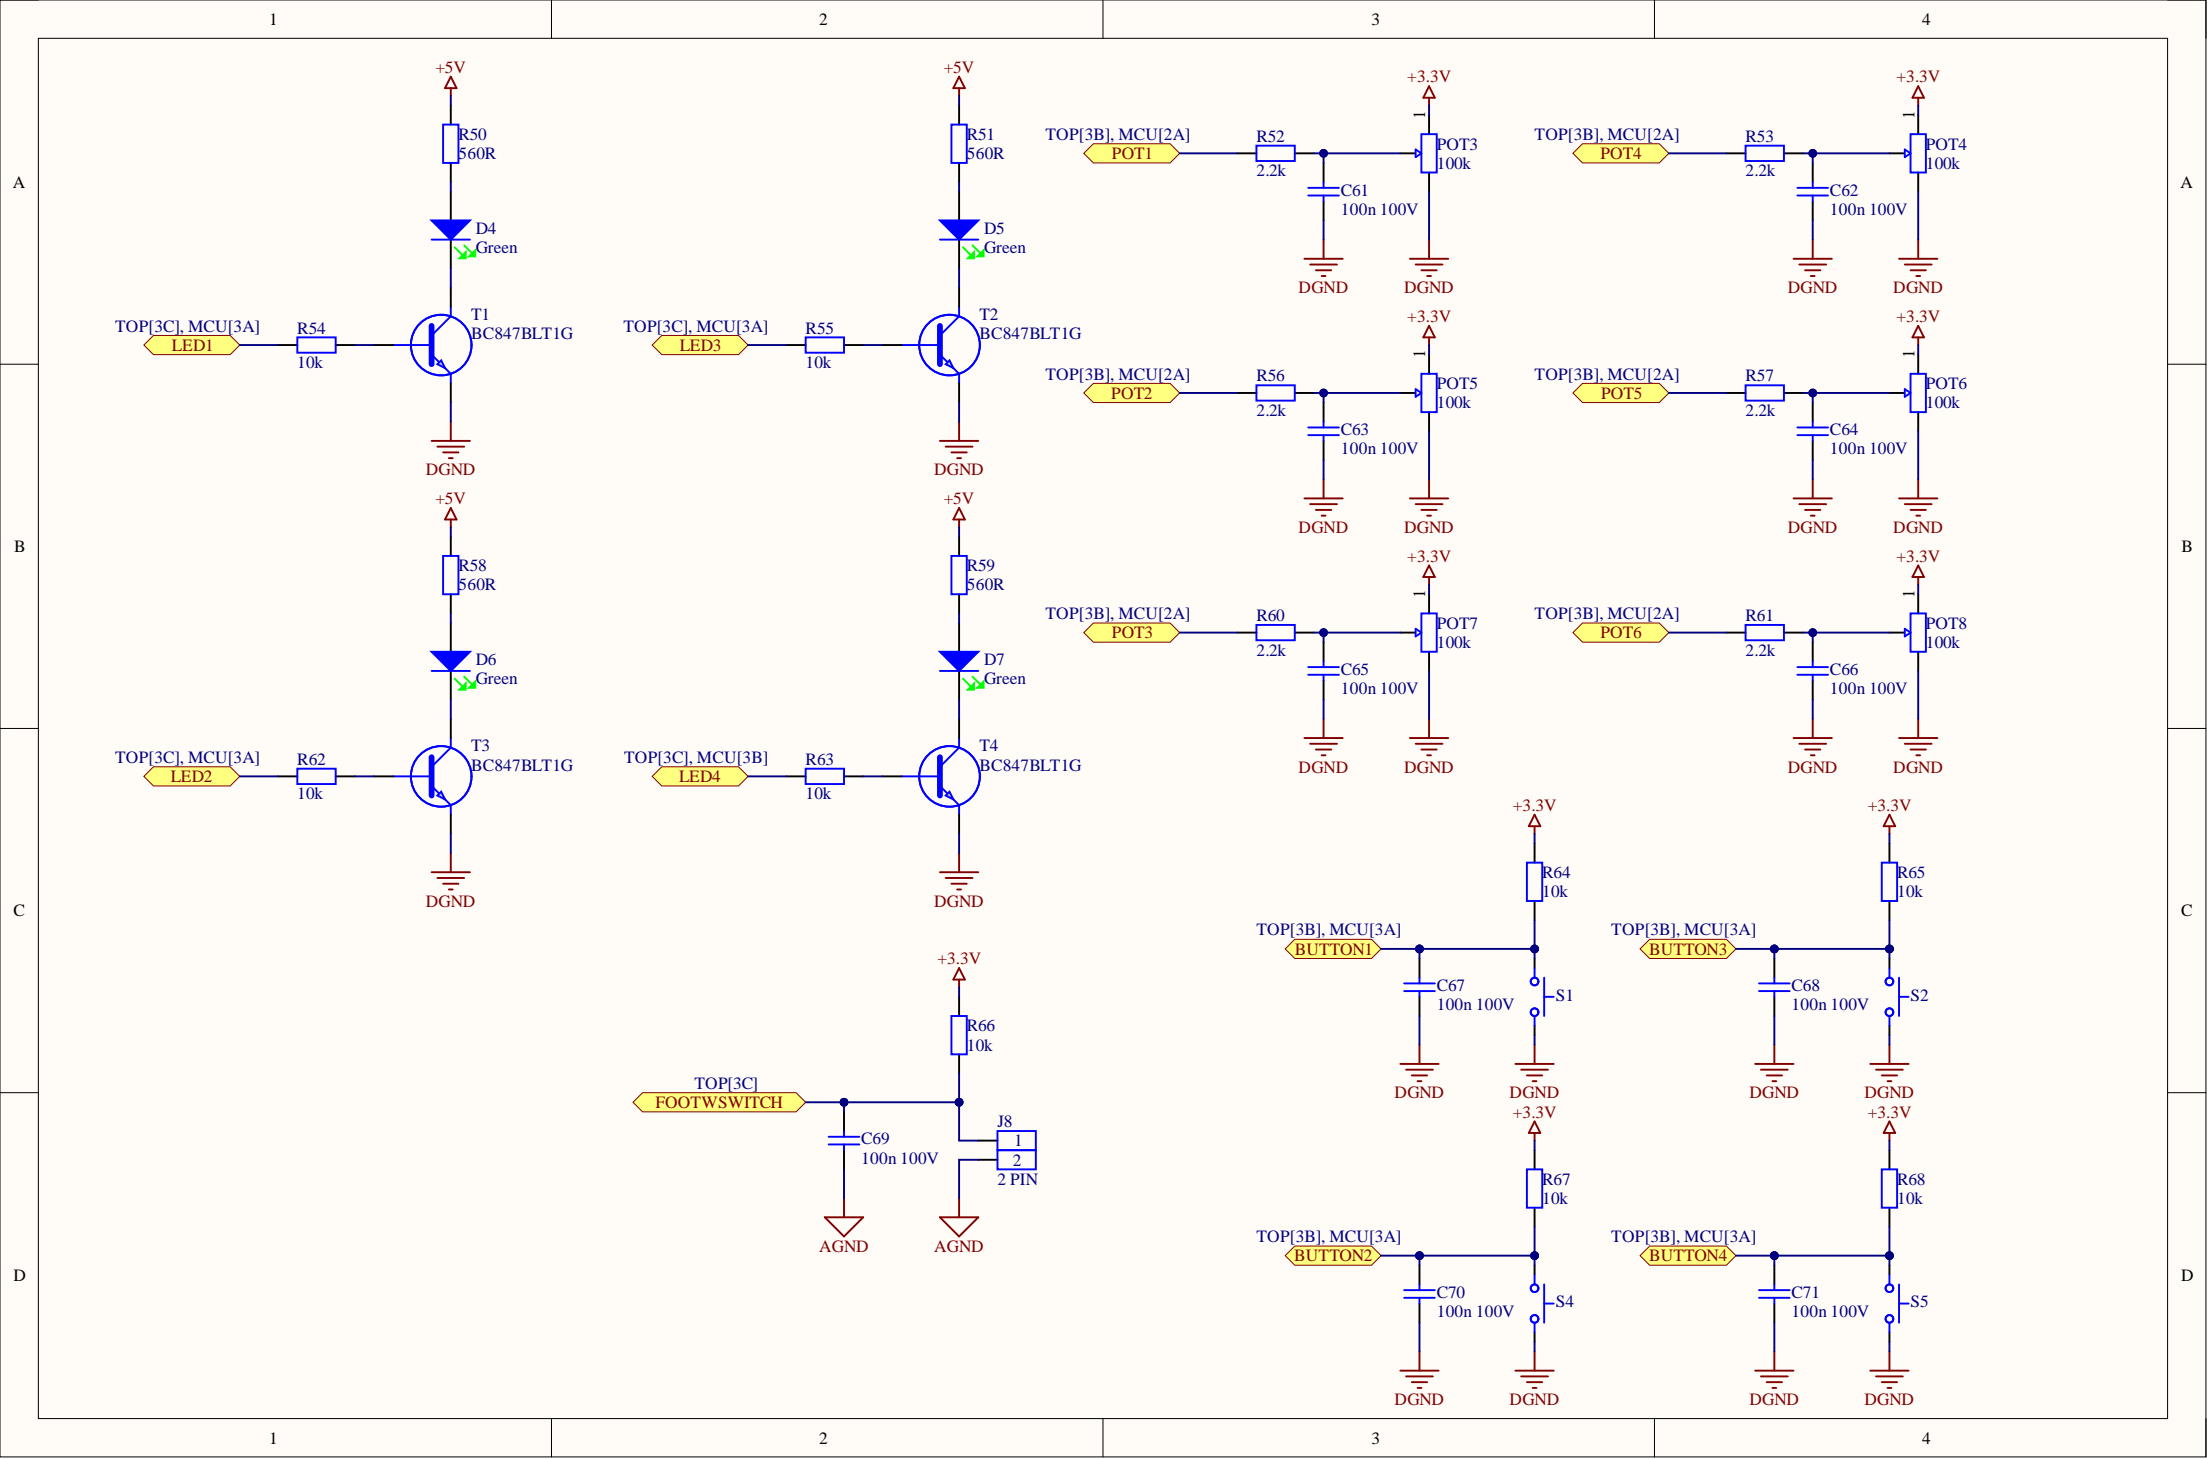 1 2 3 4
A
B
C
D
+5V
R50
560R
D4
Green
T1
BC847BLT1G
TOP[3C], MCU[3A]
LED1
R54
10k
DGND
+5V
R51
560R
D5
Green
T2
BC847BLT1G
TOP[3C], MCU[3A]
LED3
R55
10k
DGND
+5V
R58
560R
D6
Green
T3
BC847BLT1G
TOP[3C], MCU[3A]
LED2
R62
10k
DGND
+5V
R59
560R
D7
Green
T4
BC847BLT1G
TOP[3C], MCU[3B]
LED4
R63
10k
DGND
+3.3V
R66
10k
TOP[3C]
FOOTWSWITCH
C69
100n 100V
J8
1
2
2 PIN
AGND
AGND
+3.3V
1
TOP[3B], MCU[2A]
POT1
R52
2.2k
POT3
100k
C61
100n 100V
DGND
DGND
+3.3V
1
TOP[3B], MCU[2A]
POT4
R53
2.2k
POT4
100k
C62
100n 100V
DGND
DGND
+3.3V
1
TOP[3B], MCU[2A]
POT2
R56
2.2k
POT5
100k
C63
100n 100V
DGND
DGND
+3.3V
1
TOP[3B], MCU[2A]
POT5
R57
2.2k
POT6
100k
C64
100n 100V
DGND
DGND
+3.3V
1
TOP[3B], MCU[2A]
POT3
R60
2.2k
POT7
100k
C65
100n 100V
DGND
DGND
+3.3V
1
TOP[3B], MCU[2A]
POT6
R61
2.2k
POT8
100k
C66
100n 100V
DGND
DGND
+3.3V
R64
10k
TOP[3B], MCU[3A]
BUTTON1
C67
100n 100V
S1
DGND
DGND
+3.3V
R65
10k
TOP[3B], MCU[3A]
BUTTON3
C68
100n 100V
S2
DGND
DGND
+3.3V
R67
10k
TOP[3B], MCU[3A]
BUTTON2
C70
100n 100V
S4
DGND
DGND
+3.3V
R68
10k
TOP[3B], MCU[3A]
BUTTON4
C71
100n 100V
S5
DGND
DGND
A
B
C
D
1 2 3 4